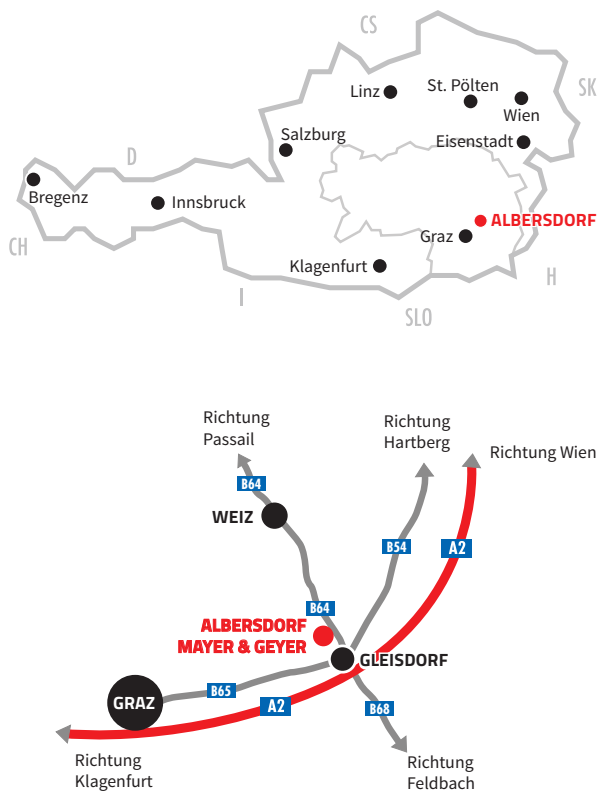 CS
Linz
St. Pölten
SK
Wien
Salzburg
Eisenstadt
D
Bregenz
Innsbruck
ALBERSDORF
Graz
CH
Klagenfurt
H
I
SLO
Richtung
Passail
Richtung
Hartberg
Richtung Wien
B64
WEIZ
B54
A2
B64
ALBERSDORF
MAYER & GEYER
GLEISDORF
B65
GRAZ
A2
B68
Richtung
Klagenfurt
Richtung
Feldbach